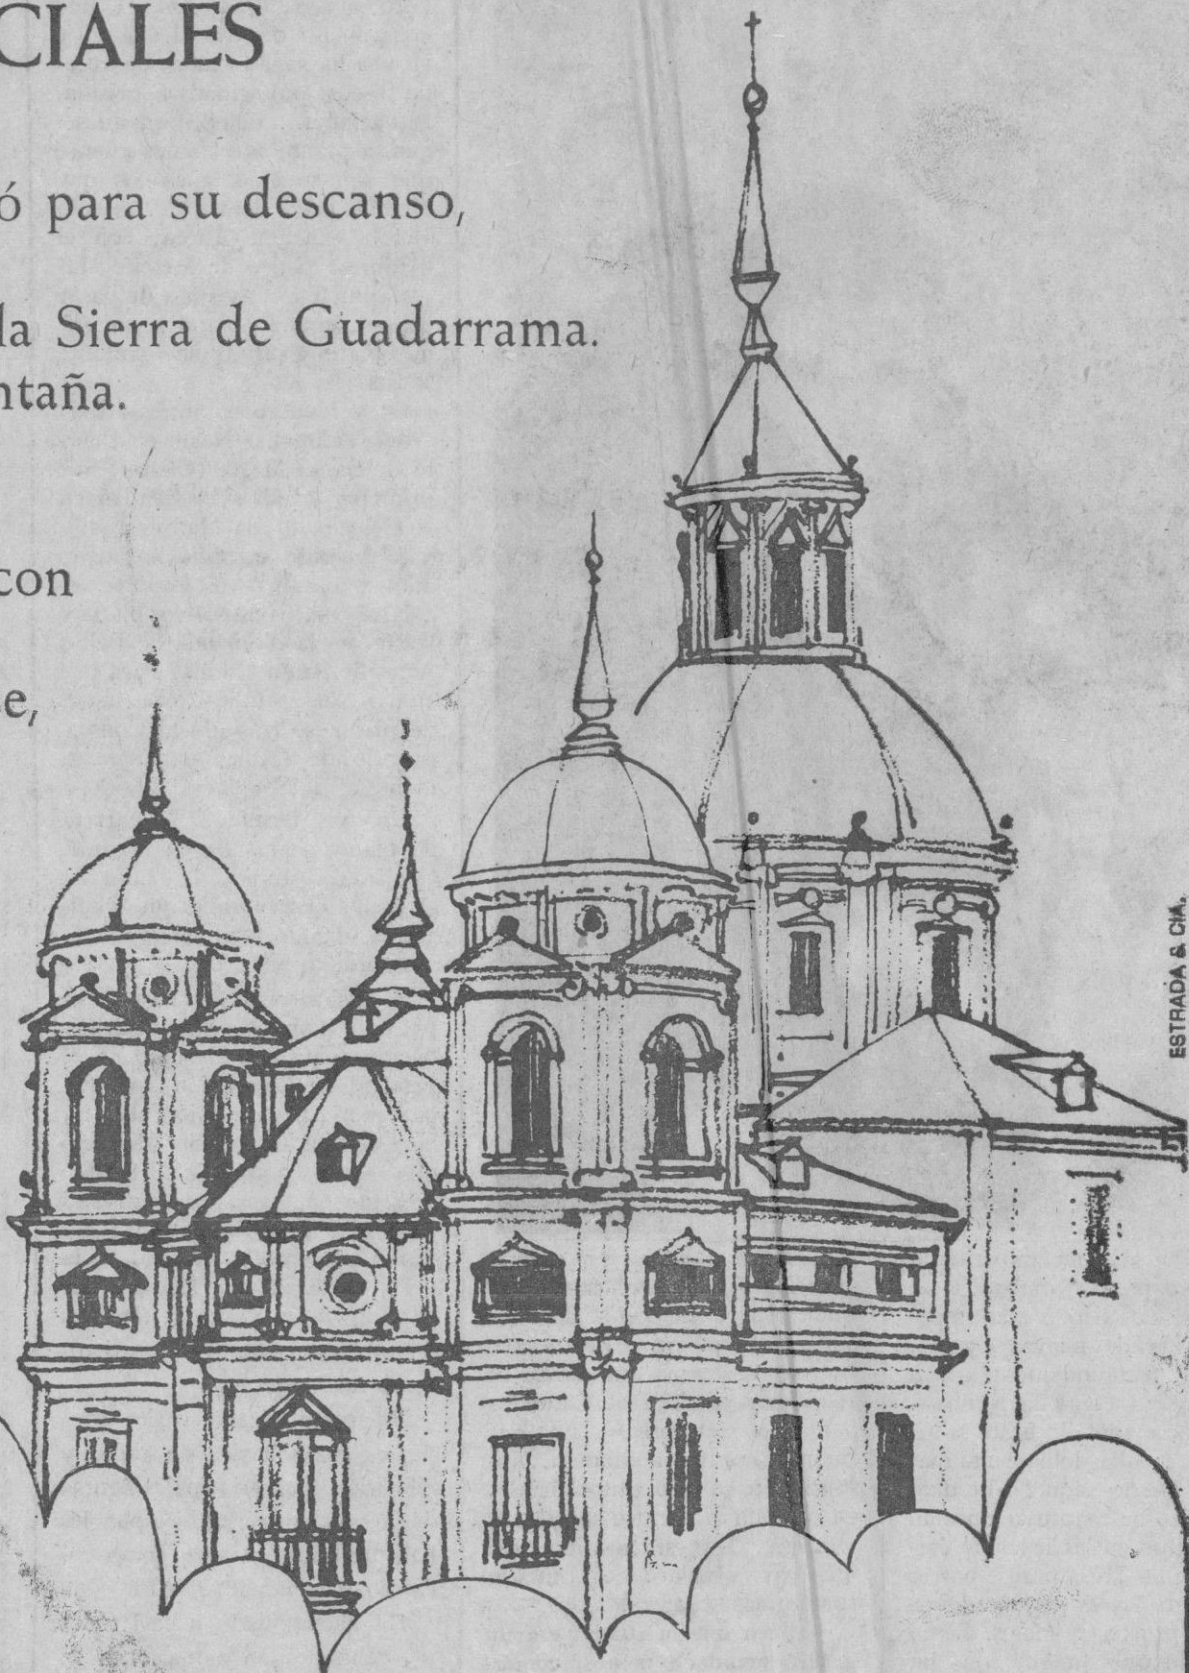 CIALES
ó para su descanso,
la Sierra de Guadarrama.
ntaña.
con
e,
ESTRADA & CIA.